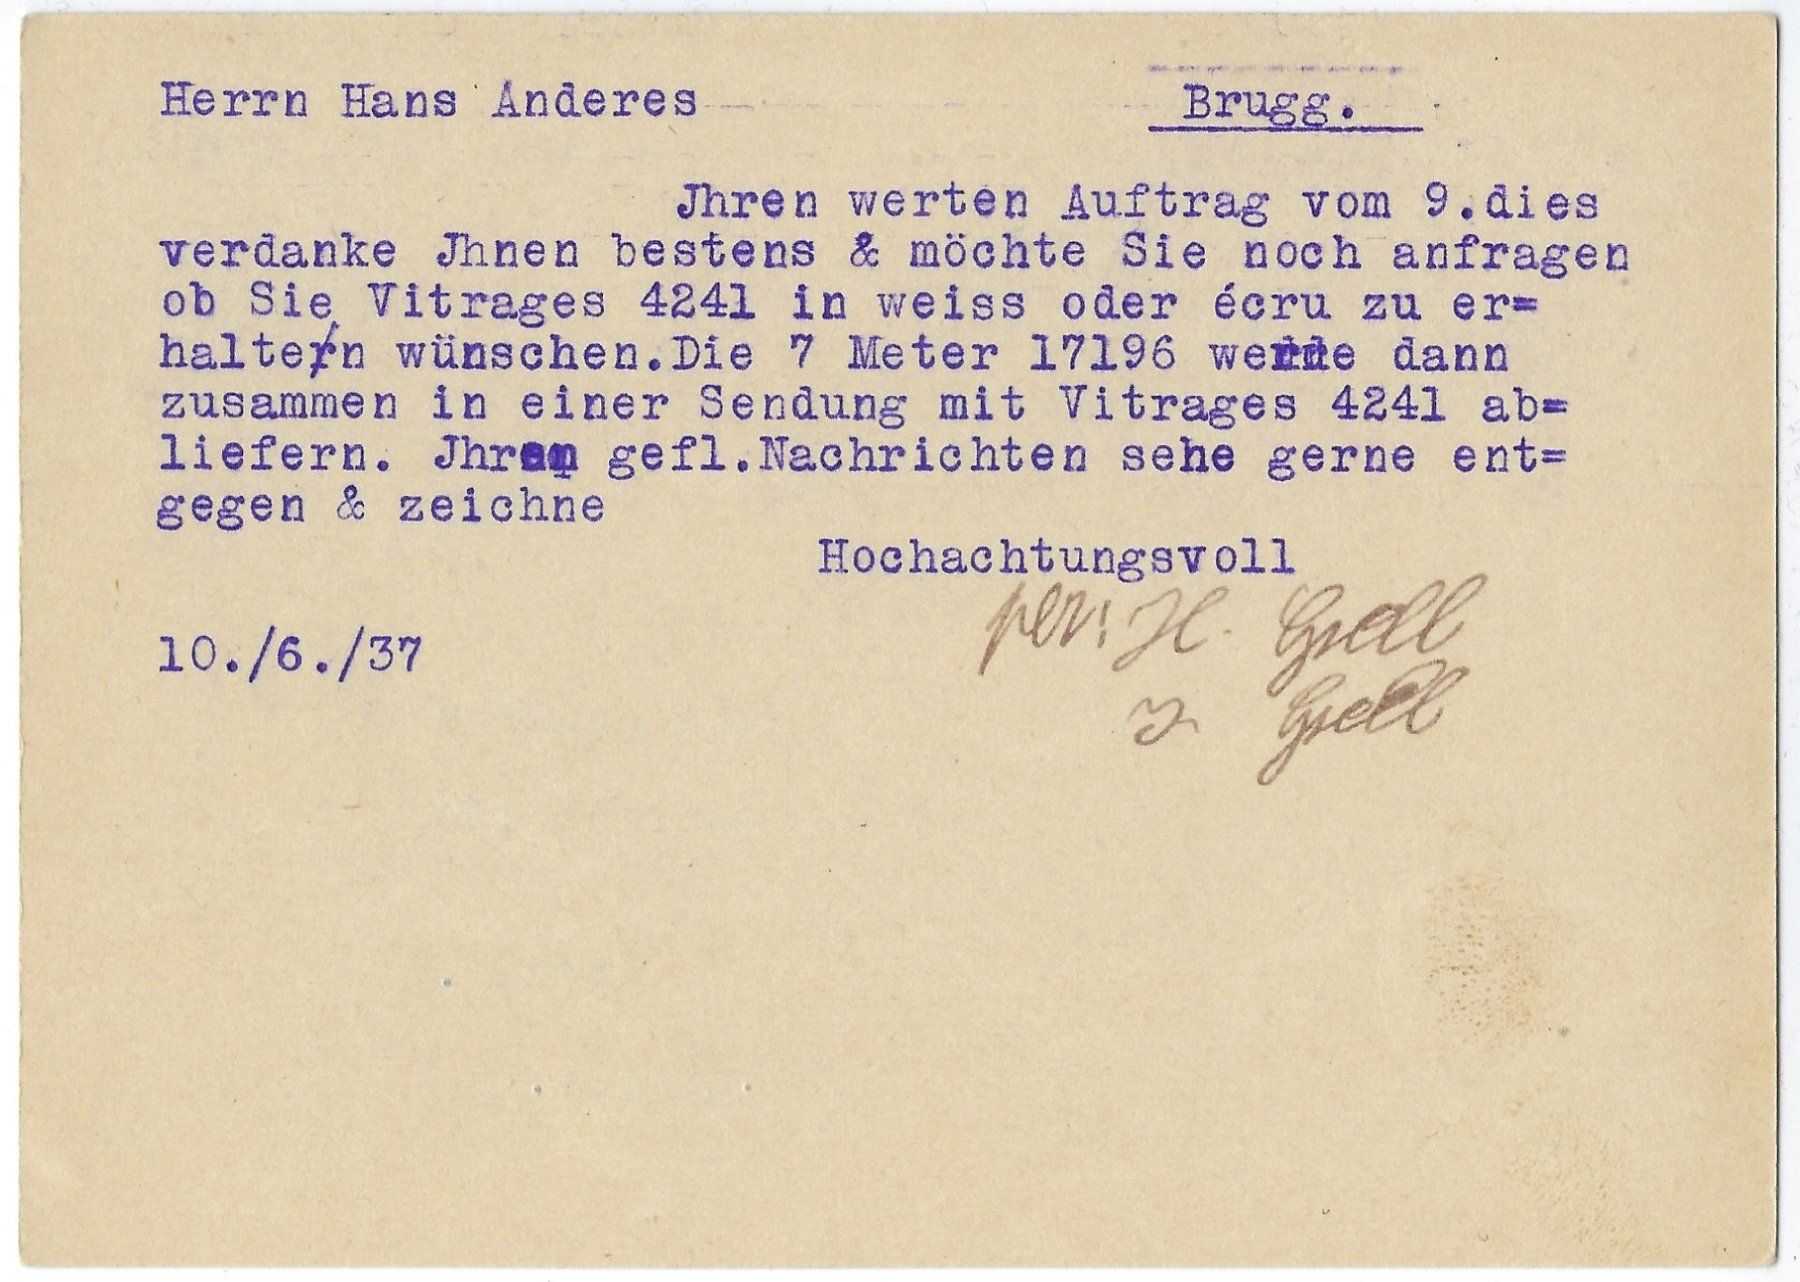 Herrn Hans Anderes Brugg.
Jhren werten Auftrag vom 9.dies
verdanke Jhnen bestens & möchte Sie noch anfragen
ob Sie Vitrages 4241 in weiss oder écru zu er=
halten wünschen.Die 7 Meter 17196 werde dann
zusammen in einer Sendung mit Vitrages 4241 ab=
liefern. Jhren gefl.Nachrichten sehe gerne ent=
gegen & zeichne
Hochachtungsvoll
per: H.
10./6./37